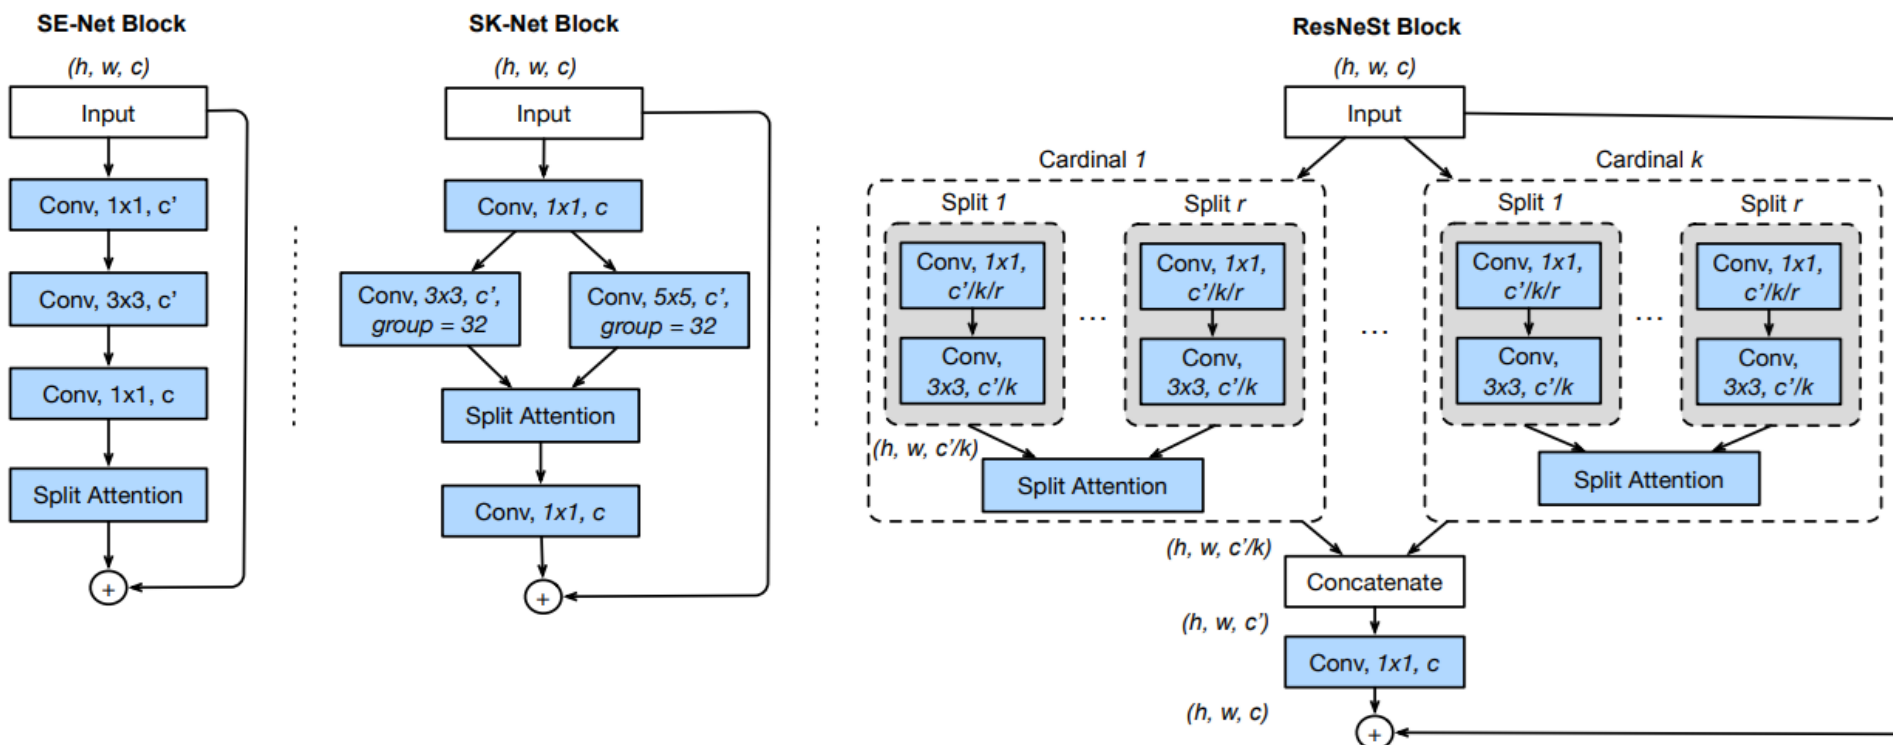 SE-Net Block
(h, w, c)
Input
Conv, 1x1, c'
Conv, 3x3, c'
Conv, 1x1, c
Split Attention
+
SK-Net Block
(h, w, c)
Input
Conv, 1x1, c
Conv, 3x3, c',
group = 32
Conv, 5x5, c',
group = 32
Split Attention
Conv, 1x1, c
+
ResNeSt Block
(h, w, c)
Input
Cardinal 1
Split 1
Conv, 1x1,
c'/k/r
Conv,
3x3, c'/k
...
Split r
Conv, 1x1,
c'/k/r
Conv,
3x3, c'/k
(h, w, c'/k)
Split Attention
...
Cardinal k
Split 1
Conv, 1x1,
c'/k/r
Conv,
3x3, c'/k
...
Split r
Conv, 1x1,
c'/k/r
Conv,
3x3, c'/k
Split Attention
(h, w, c'/k)
Concatenate
(h, w, c')
Conv, 1x1, c
(h, w, c)
+